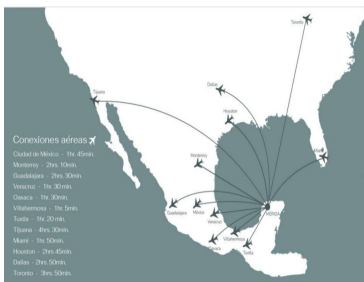 Toronto
Dallas
Tijuana
Houston
Miami
Monterrey
Guadalajara
México
MÉRIDA
Villahermosa
Oaxaca
Tuxtla
Conexiones aéreas
Ciudad de México - 1hr. 45min.
Monterrey - 2hrs. 10min.
Guadalajara - 2hrs. 30min
Veracruz - 1hr. 30 min.
Oaxaca - 1hr. 30min.
Villahermosa - 1hr. 5min.
Tuxtla - 1hr. 20 min.
Tijuana - 4hrs. 30min
Miami - 1hr. 50min.
Houston - 2hrs 45min.
Dallas - 2hrs. 50min.
Toronto - 3hrs. 50min.